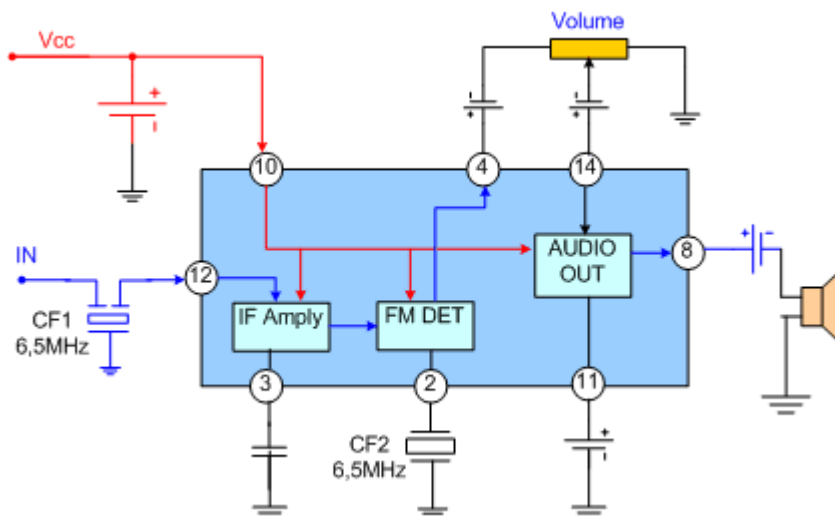 Volume
Vcc
+
-
- +
- +
10
4
14
IN
12
AUDIO
OUT
8
+ -
CF1
6,5MHz
IF Amply
FM DET
3
2
11
CF2
6,5MHz
+
-